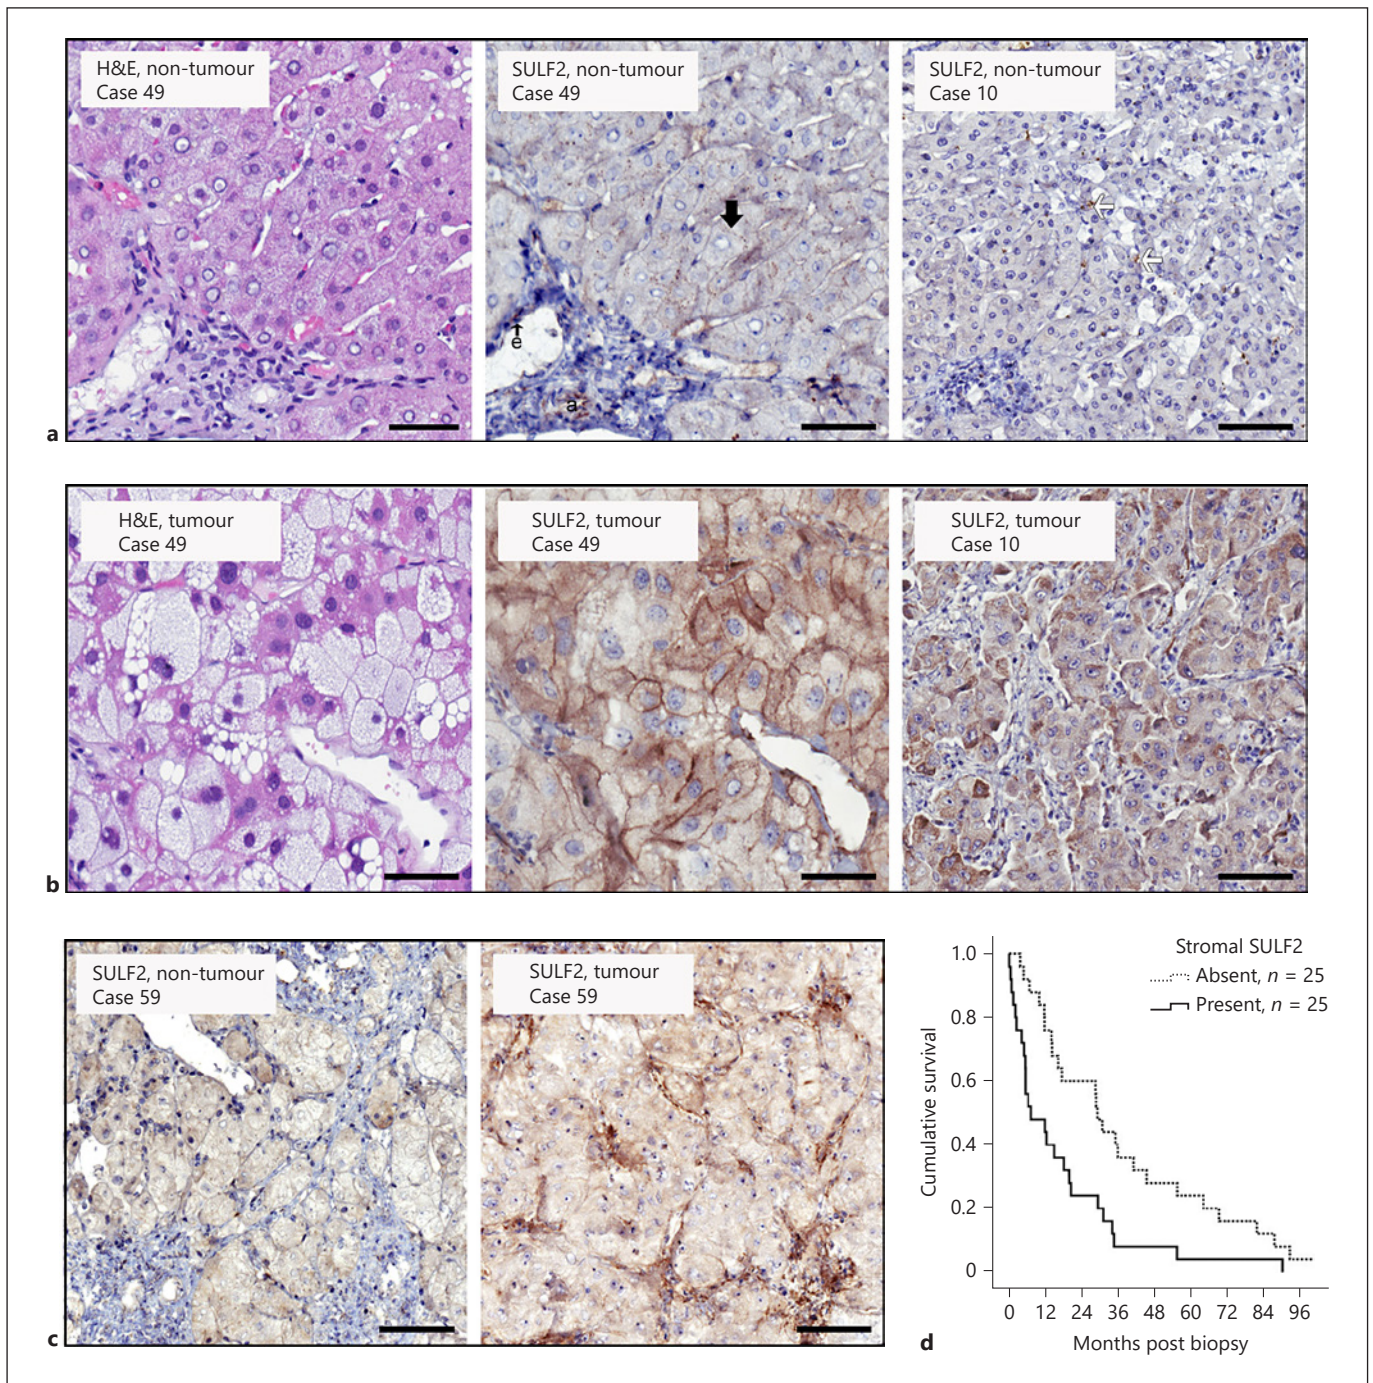 H&E, non-tumour
Case 49
SULF2, non-tumour
Case 49
SULF2, non-tumour
Case 10
e
a
a
H&E, tumour
Case 49
SULF2, tumour
Case 49
SULF2, tumour
Case 10
b
SULF2, non-tumour
Case 59
SULF2, tumour
Case 59
c
Stromal SULF2
Absent, n = 25
Present, n = 25
1.0
0.8
0.6
0.4
0.2
0
Cumulative survival
0 12 24 36 48 60 72 84 96
Months post biopsy
d